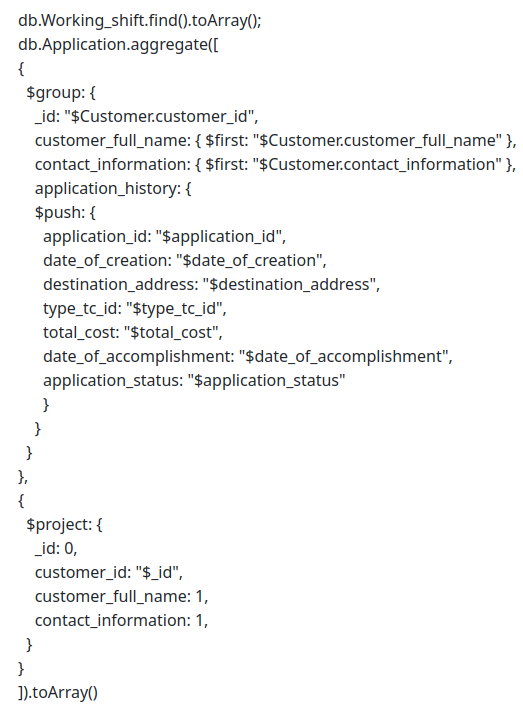 db.Working_shift.find().toArray();
db.Application.aggregate([
{
$group: {
_id: "$Customer.customer_id",
customer_full_name: { $first: "$Customer.customer_full_name" },
contact_information: { $first: "$Customer.contact_information" },
application_history: {
$push: {
application_id: "$application_id",
date_of_creation: "$date_of_creation",
destination_address: "$destination_address",
type_tc_id: "$type_tc_id",
total_cost: "$total_cost",
date_of_accomplishment: "$date_of_accomplishment",
application_status: "$application_status"
}
}
}
},
{
$project: {
_id: 0,
customer_id: "$_id",
customer_full_name: 1,
contact_information: 1,
}
}
]).toArray()